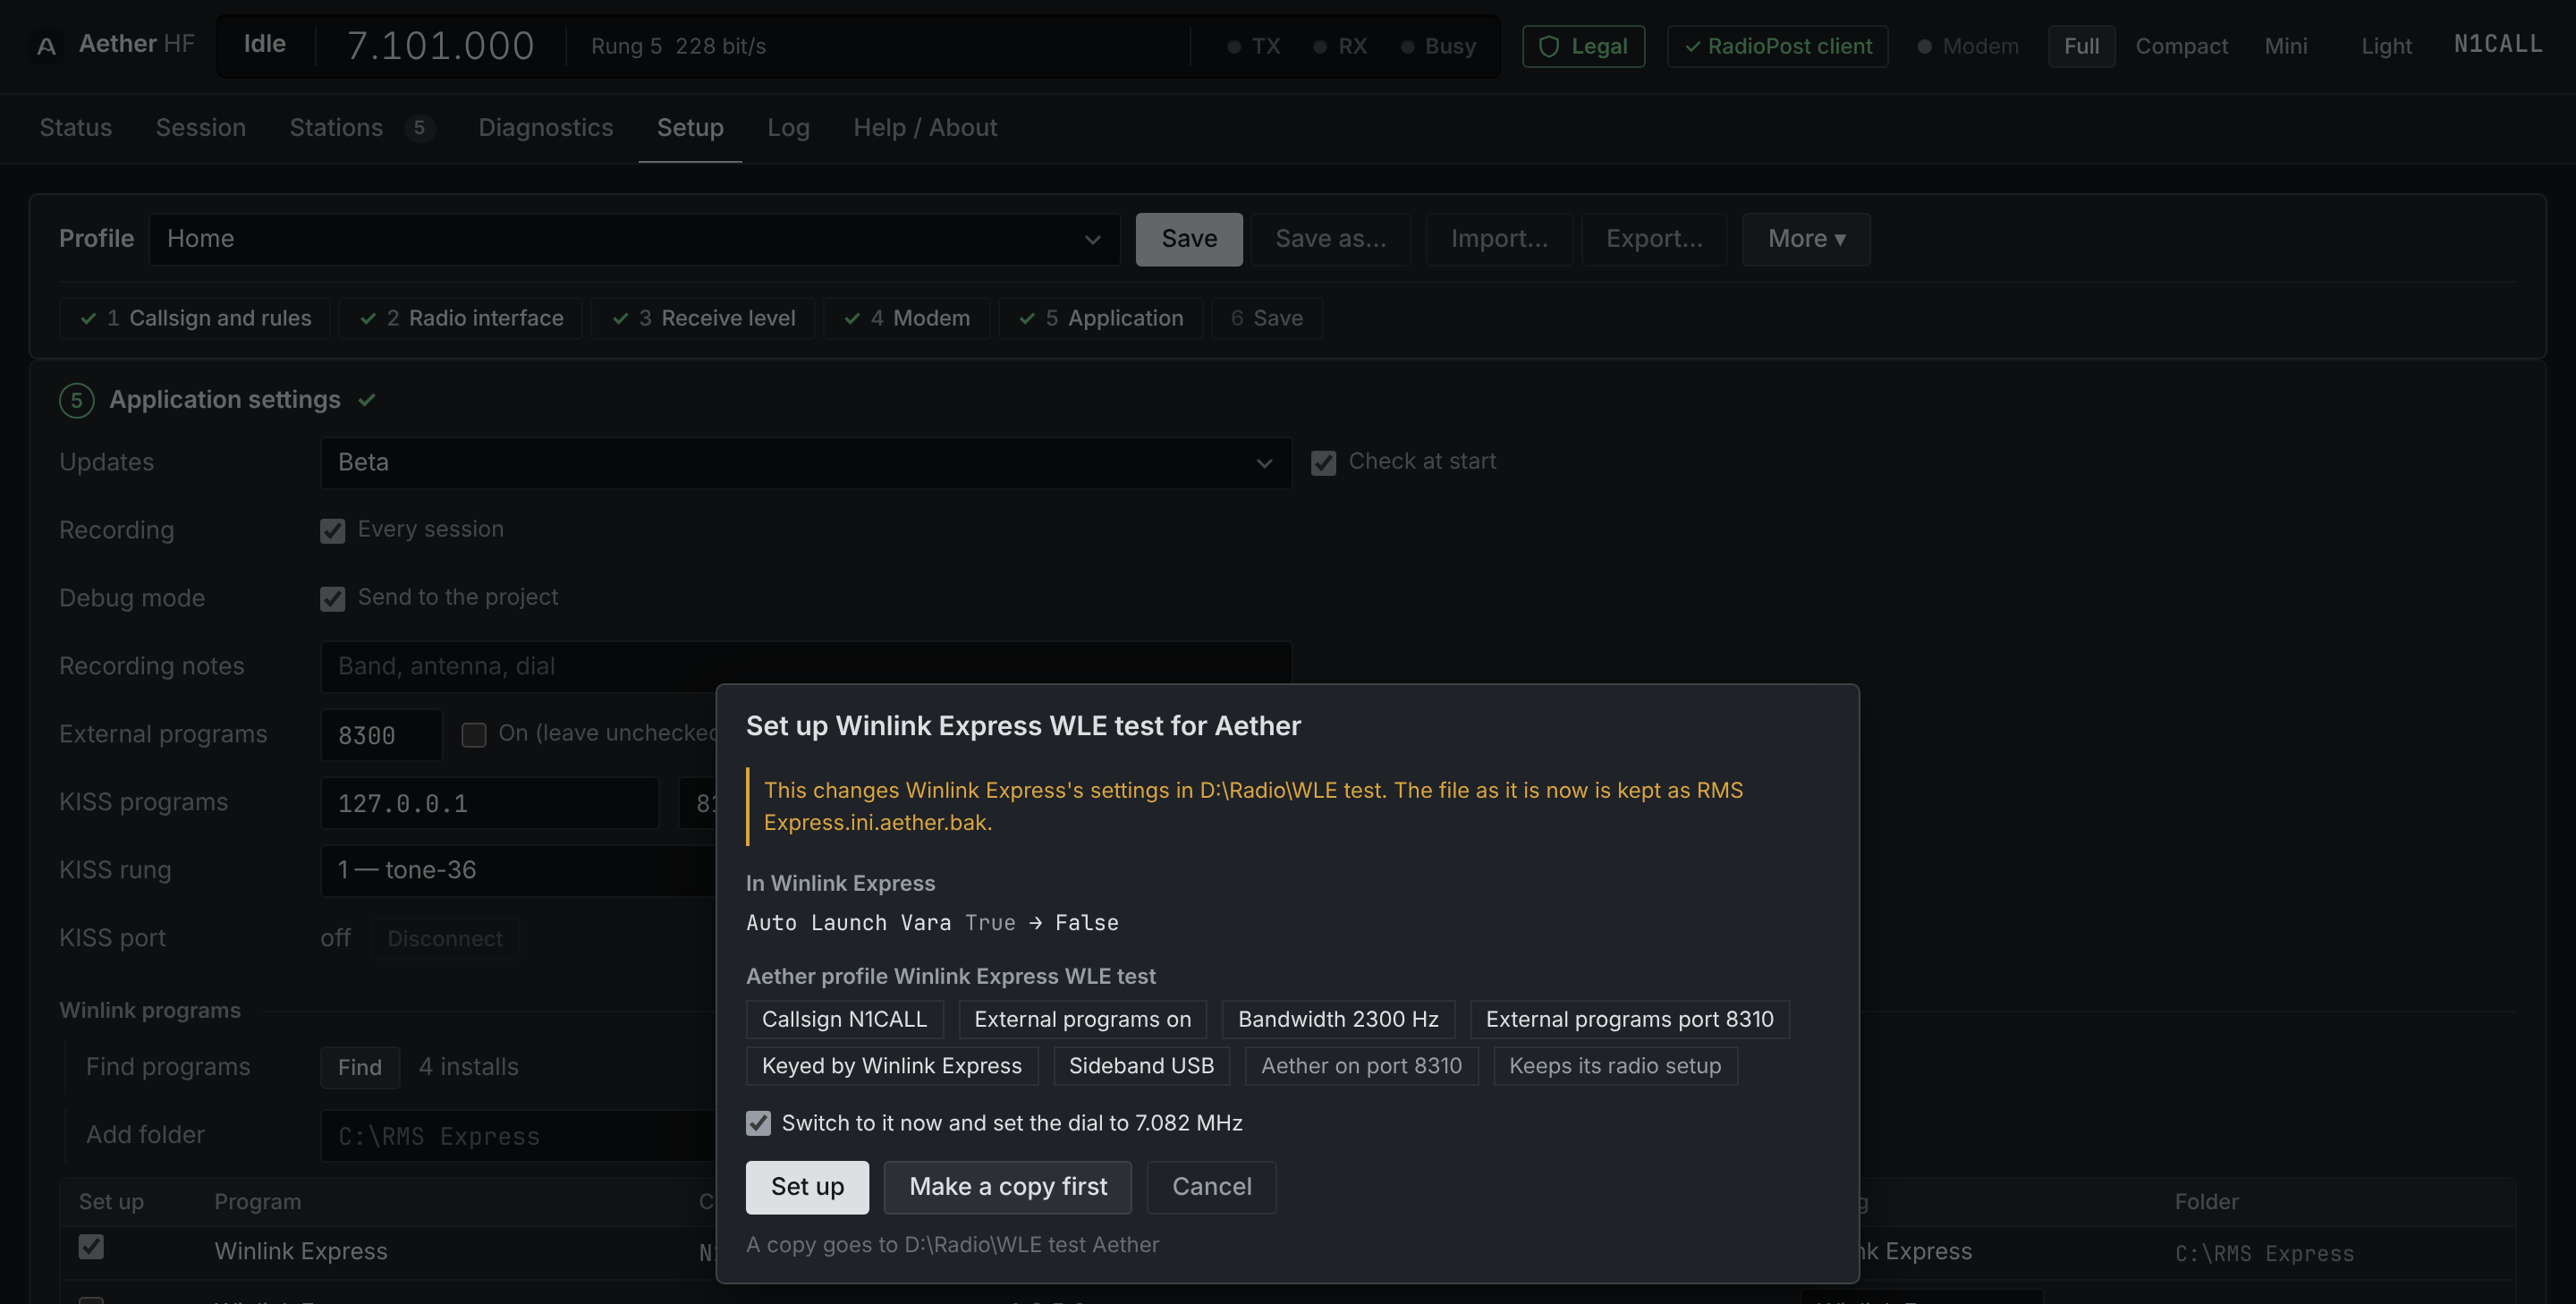 A Aether HF Idle 7.101.000 Rung 5 228 bit/s TX RX Busy Legal RadioPost client Modem Full Compact Mini Light N1CALL
Status Session Stations 5 Diagnostics Setup Log Help / About
Profile Home Save Save as... Import... Export... More ▾
1 Callsign and rules 2 Radio interface 3 Receive level 4 Modem 5 Application 6 Save
5 Application settings
Updates Beta Check at start
Recording Every session
Debug mode Send to the project
Recording notes Band, antenna, dial
External programs 8300 On (leave unchecked
KISS programs 127.0.0.1
KISS rung 1 — tone-36
KISS port off Disconnect
Winlink programs
Find programs Find 4 installs
Add folder C:\RMS Express
Set up Program Folder
Winlink Express Express C:\RMS Express
Set up Winlink Express WLE test for Aether
This changes Winlink Express's settings in D:\Radio\WLE test. The file as it is now is kept as RMS
Express.ini.aether.bak.
In Winlink Express
Auto Launch Vara True → False
Aether profile Winlink Express WLE test
Callsign N1CALL External programs on Bandwidth 2300 Hz External programs port 8310
Keyed by Winlink Express Sideband USB Aether on port 8310 Keeps its radio setup
Switch to it now and set the dial to 7.082 MHz
Set up Make a copy first Cancel
A copy goes to D:\Radio\WLE test Aether